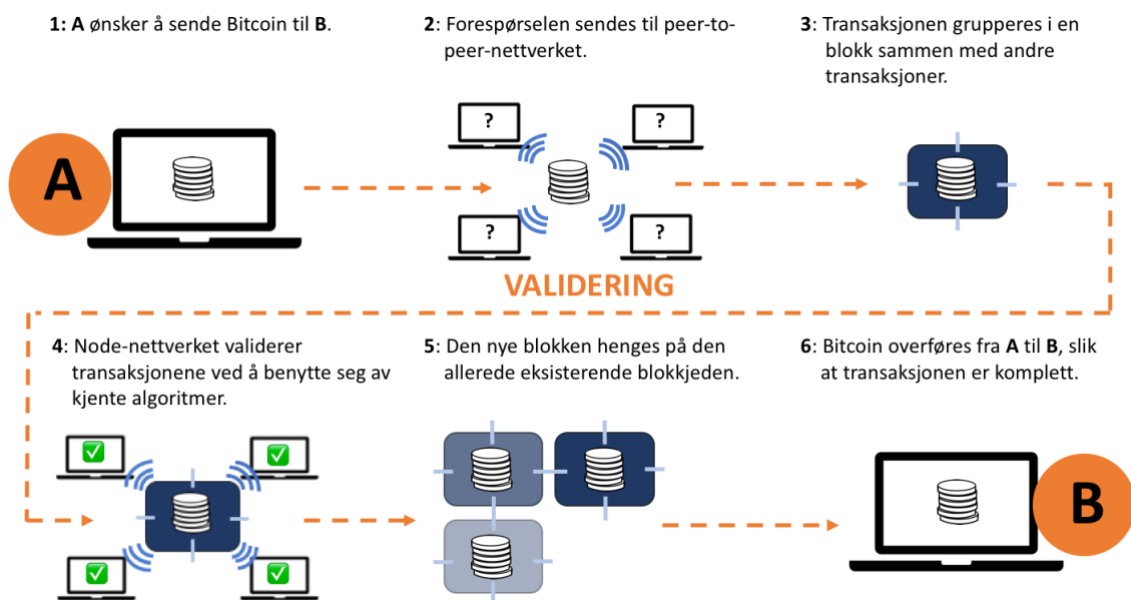 1: A ønsker å sende Bitcoin til B.
2: Forespørselen sendes til peer-to-
peer-nettverket.
3: Transaksjonen grupperes i en
blokk sammen med andre
transaksjoner.
A
?
?
?
?
VALIDERING
4: Node-nettverket validerer
transaksjonene ved å benytte seg av
kjente algoritmer.
5: Den nye blokken henges på den
allerede eksisterende blokkjeden.
6: Bitcoin overføres fra A til B, slik
at transaksjonen er komplett.
B